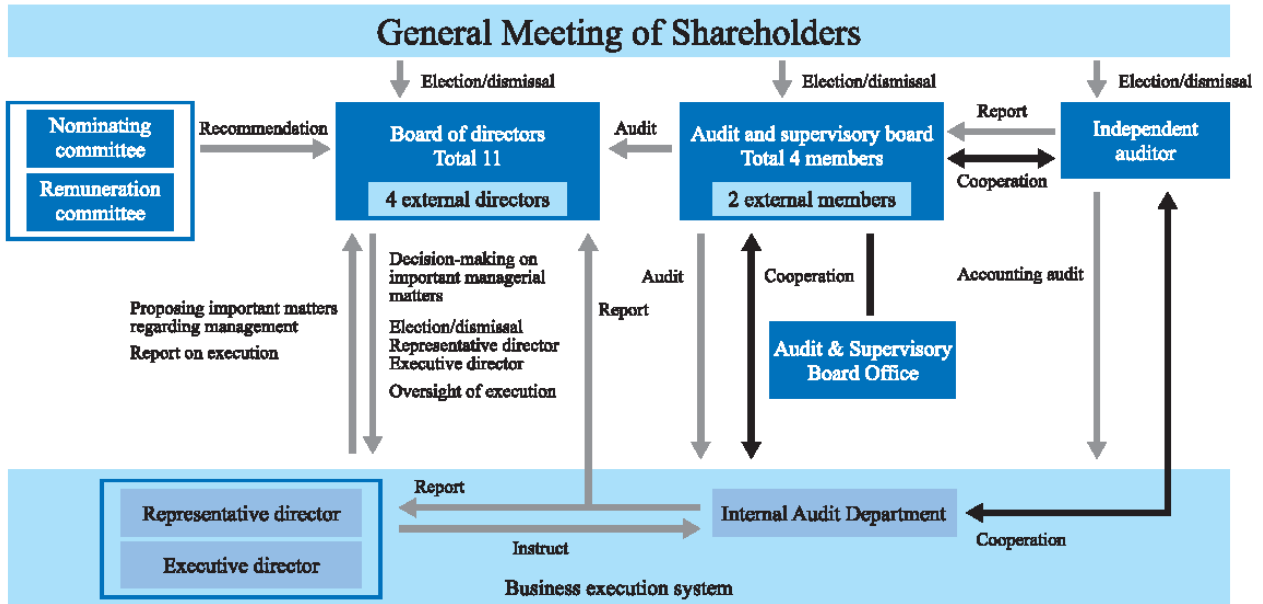 General Meeting of Shareholders
Election/dismissal
Election/dismissal
Election/dismissal
Nominating
committee
Remuneration
committee
Recommendation
Board of directors
Total 11
4 external directors
Audit
Audit and supervisory board
Total 4 members
2 external members
Report
Cooperation
Independent
auditor
Proposing important matters
regarding management
Report on execution
Decision-making on
important managerial
matters
Election/dismissal
Representative director
Executive director
Oversight of execution
Report
Audit
Cooperation
Audit & Supervisory
Board Office
Accounting audit
Representative director
Executive director
Report
Instruct
Internal Audit Department
Cooperation
Business execution system